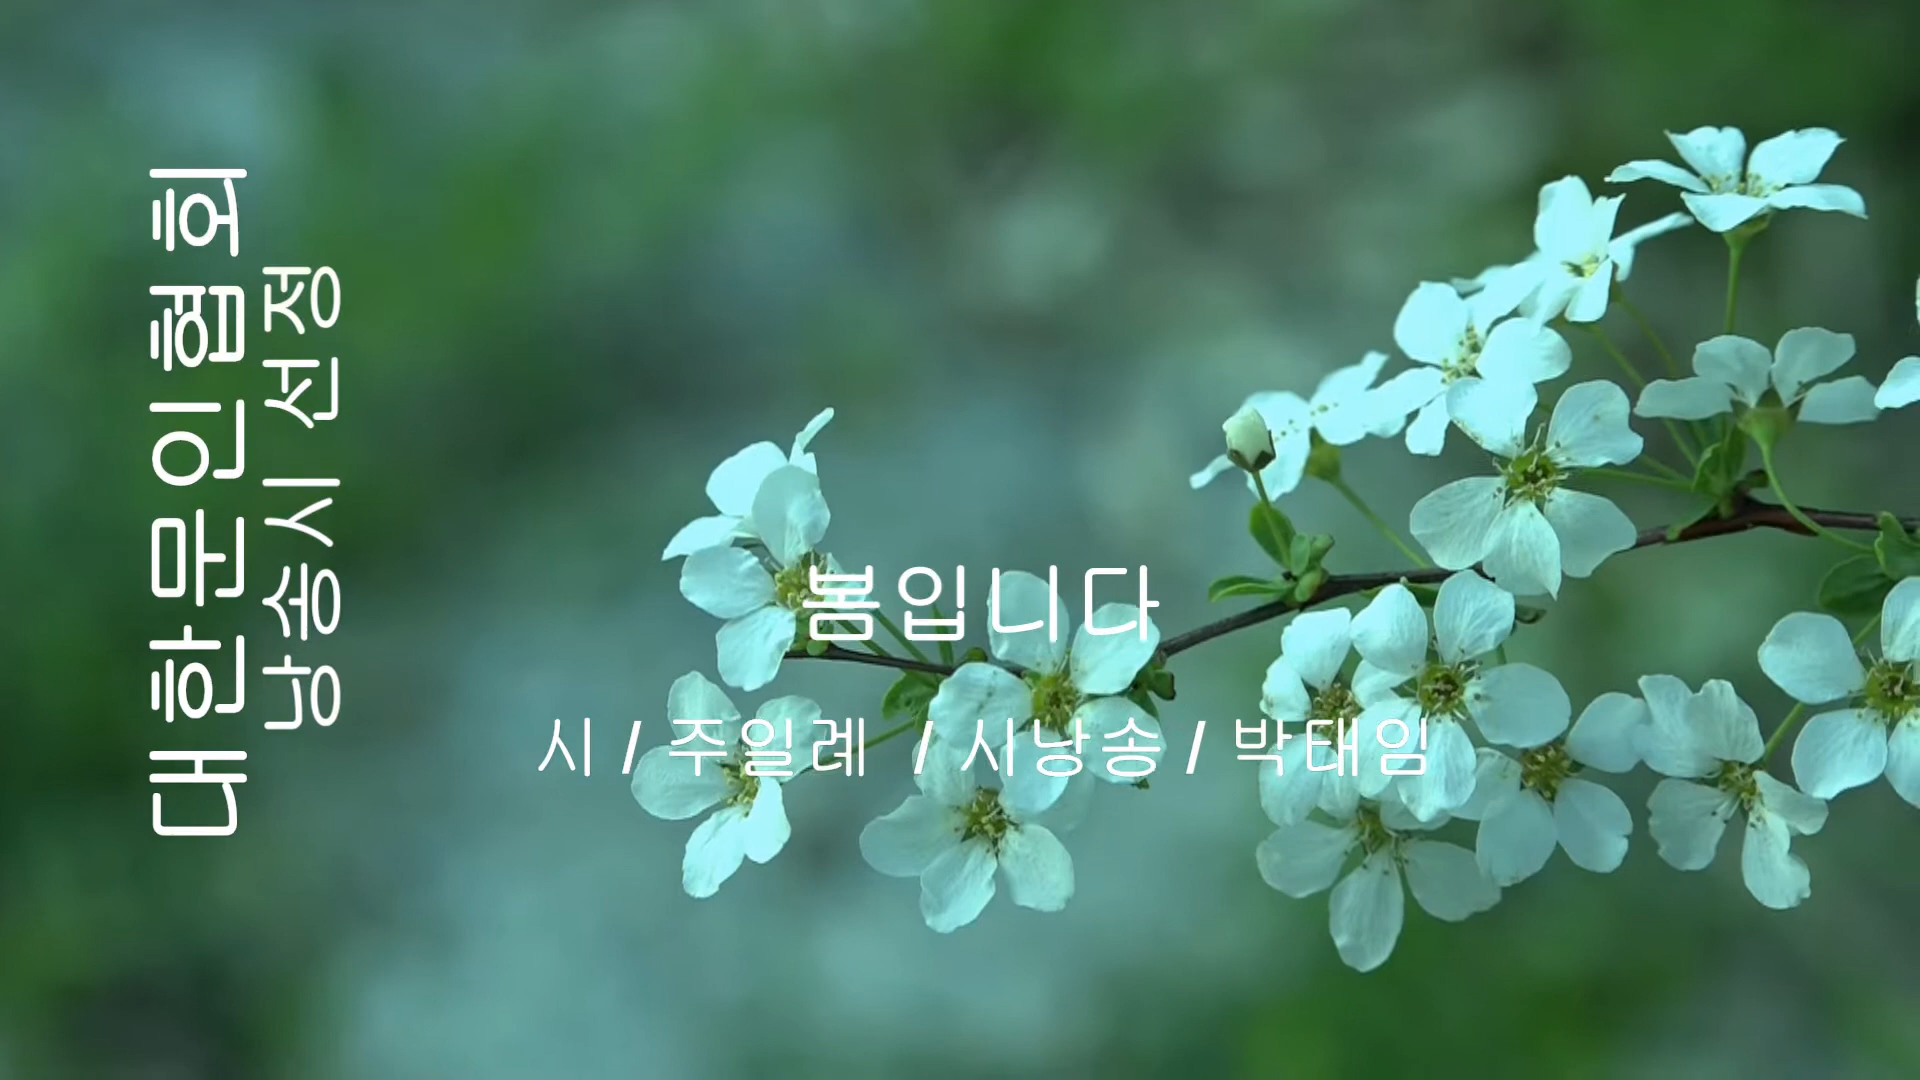 대한문인협회
낭송시 선정
뽐입니다
시 / 주일례 / 시낭송 / 박태임